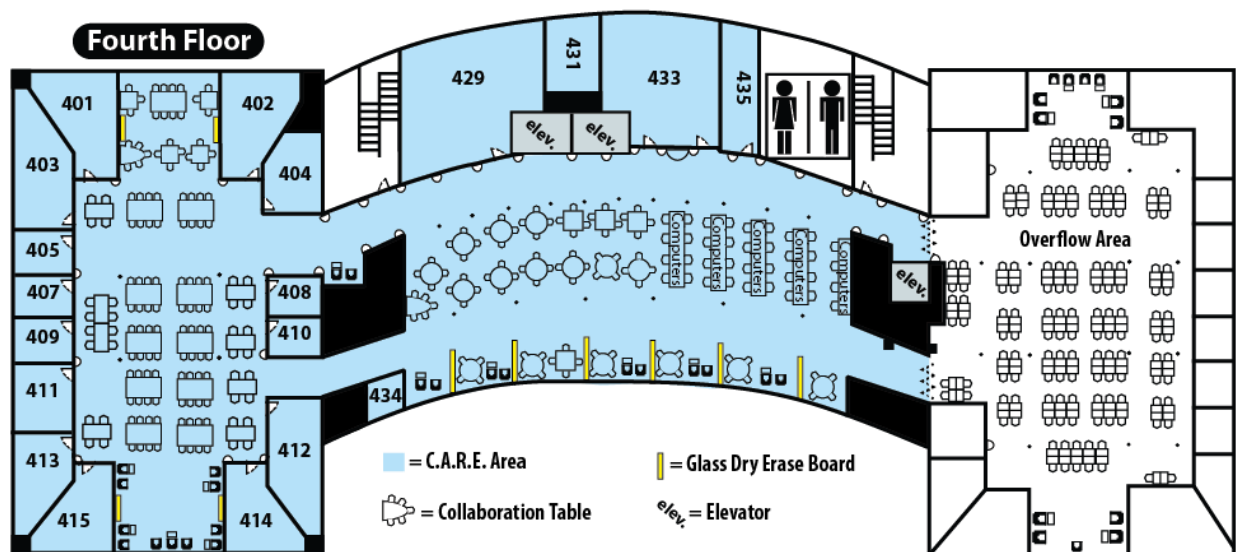 Fourth Floor
401
402
403
404
405
407
408
409
410
411
412
413
414
415
429
431
433
435
elev.
elev.
Computers
Computers
Computers
Computers
Computers
elev.
Overflow Area
434
= C.A.R.E. Area
= Glass Dry Erase Board
= Collaboration Table
elev. = Elevator